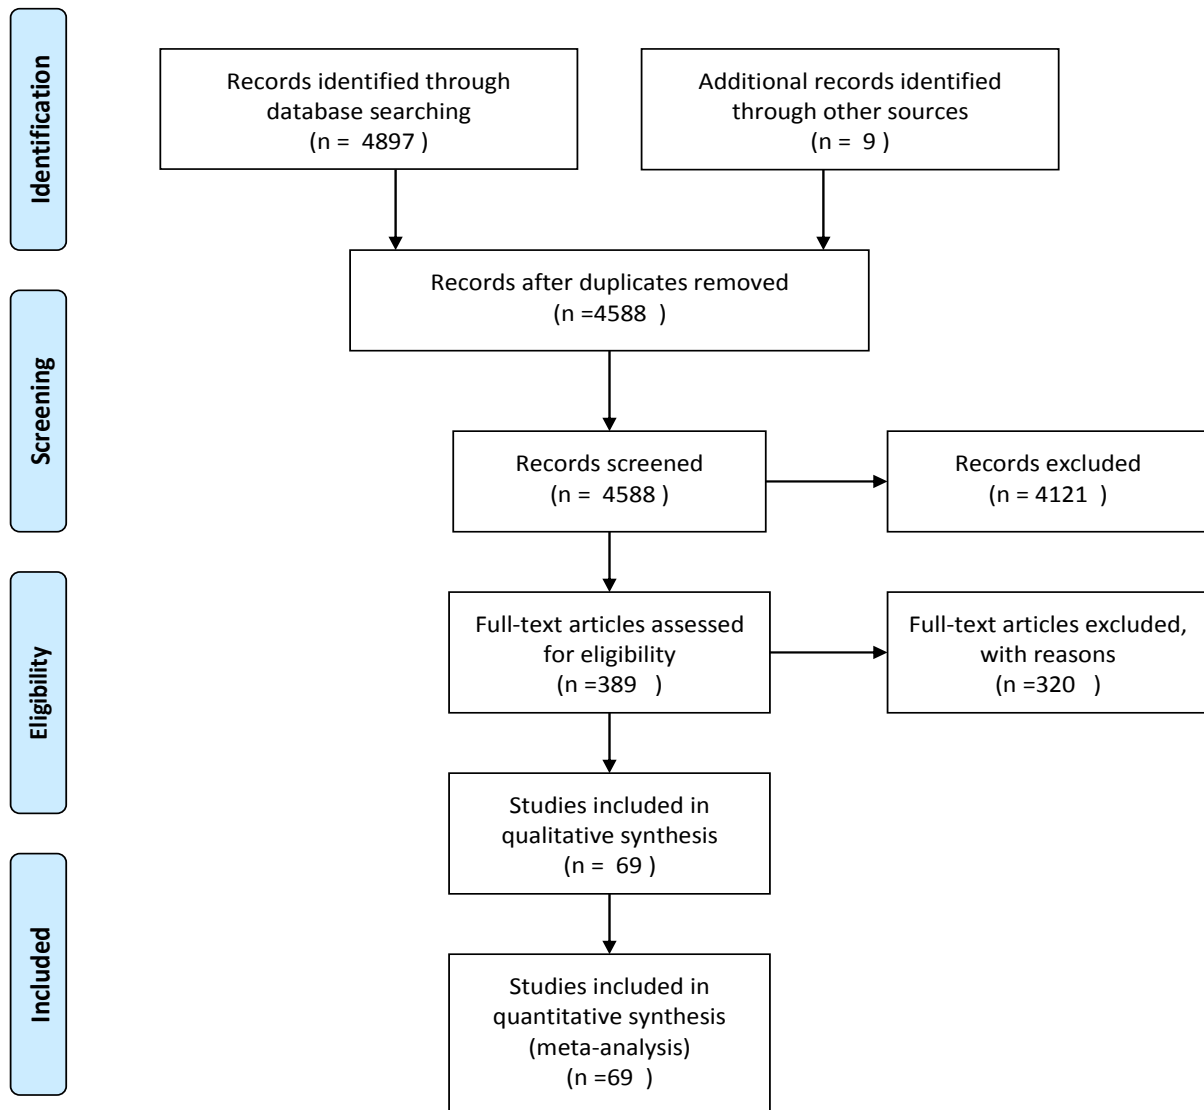 Identification
Records identified through
database searching
(n =  4897 )
Additional records identified
through other sources
(n =  9 )
Records after duplicates removed
(n =4588  )
Screening
Records screened
(n =  4588 )
Records excluded
(n = 4121  )
Eligibility
Full-text articles assessed
for eligibility
(n =389   )
Full-text articles excluded,
with reasons
(n =320   )
Studies included in
qualitative synthesis
(n =  69 )
Included
Studies included in
quantitative synthesis
(meta-analysis)
(n =69   )